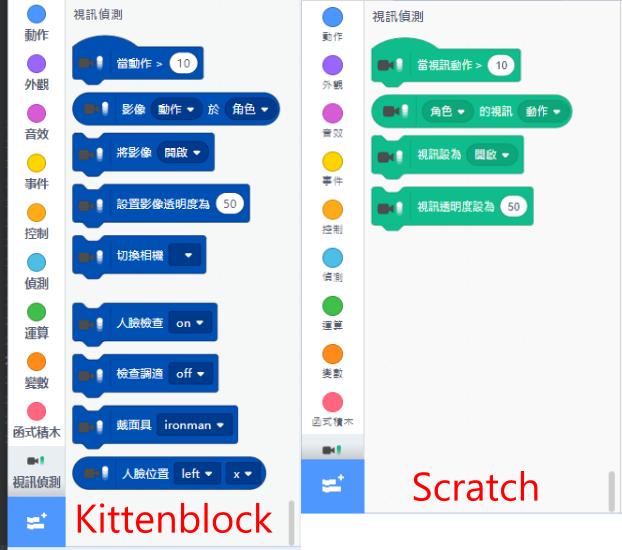 視訊偵測
動作
外觀
音效
事件
控制
偵測
運算
變數
函式積木
視訊偵測
當動作 > 10
影像 動作 於 角色
將影像 開啟
設置影像透明度為 50
切換相機
人臉檢查 on
檢查調適 off
戴面具 ironman
人臉位置 left x
Kittenblock
視訊偵測
動作
外觀
音效
事件
控制
偵測
運算
變數
函式積木
當視訊動作 > 10
角色 的視訊 動作
視訊設為 開啟
視訊透明度設為 50
Scratch